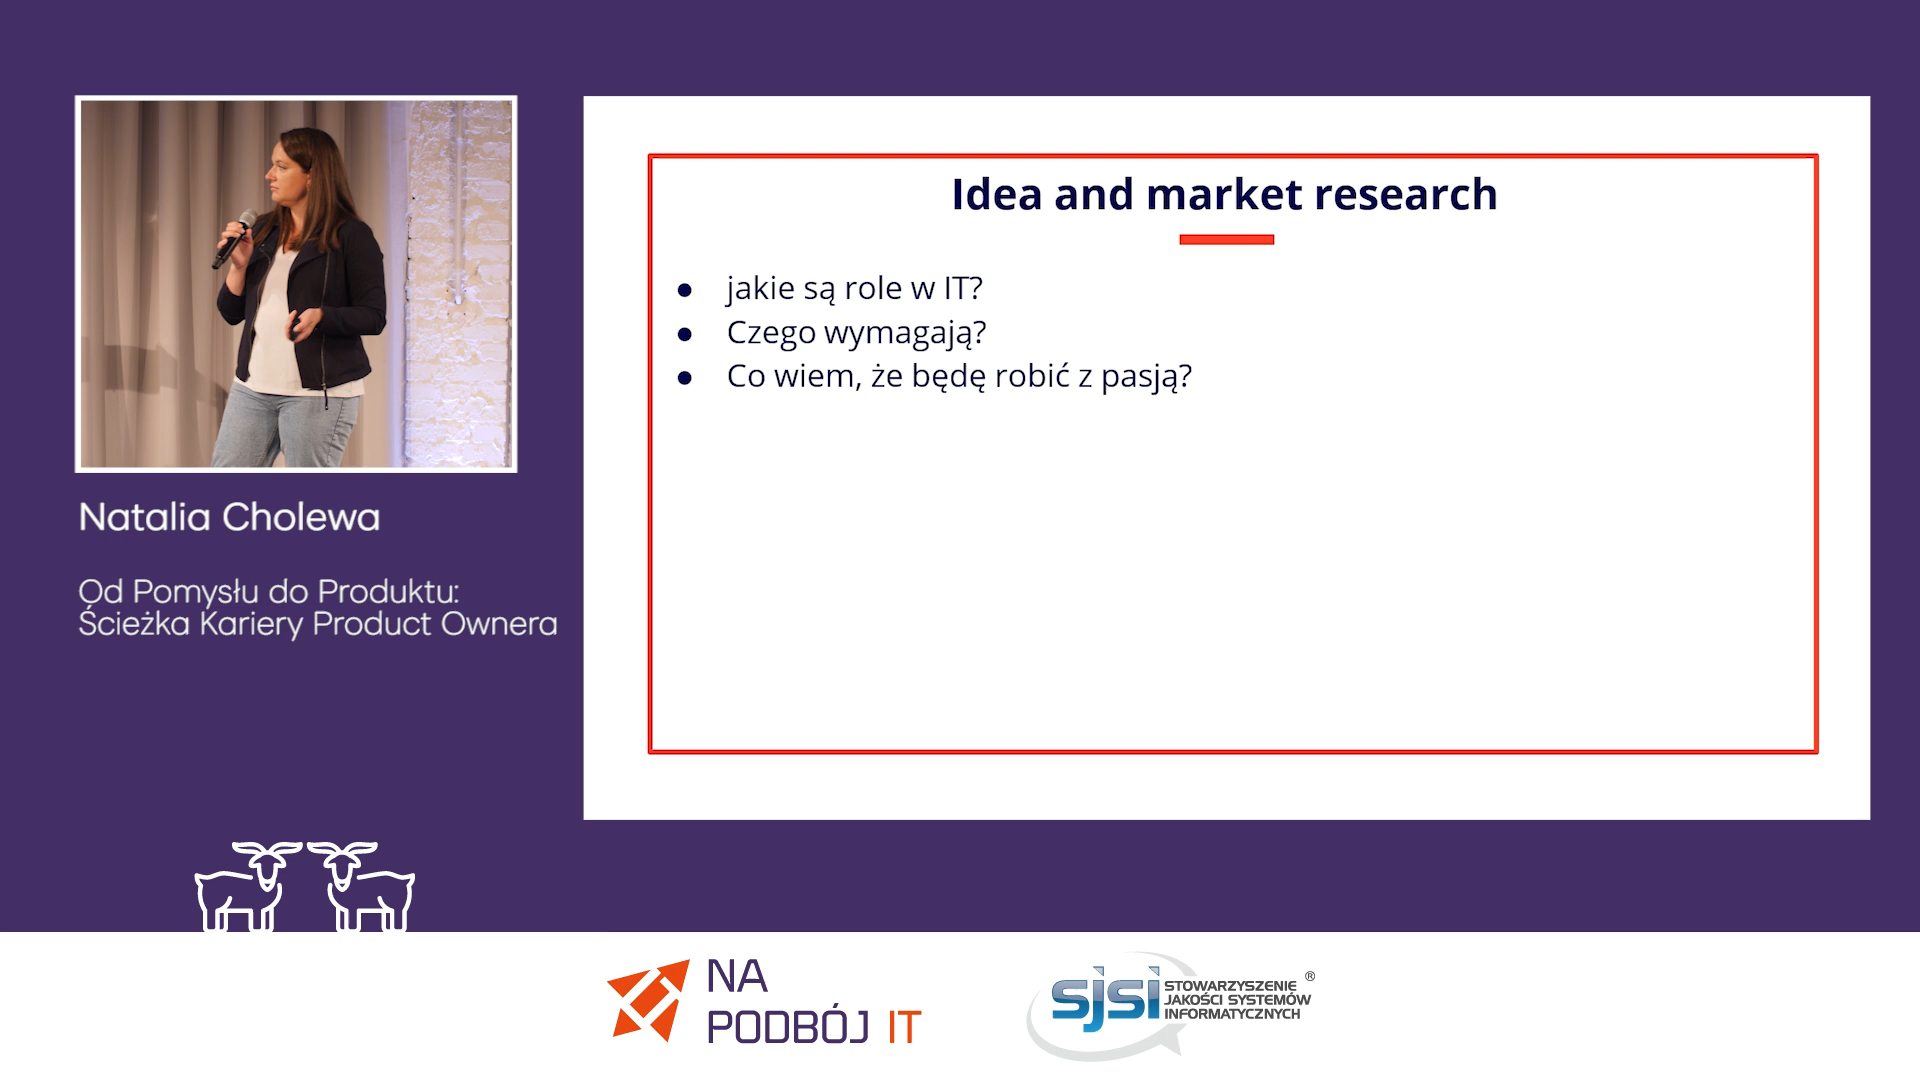 Idea and market research
● jakie są role w IT?
● Czego wymagają?
● Co wiem, że będę robić z pasją?
Natalia Cholewa
Od Pomysłu do Produktu:
Ścieżka Kariery Product Ownera
NA
PODBÓJ IT
sjsi
STOWARZYSZENIE ®
JAKOŚCI SYSTEMÓW
INFORMATYCZNYCH